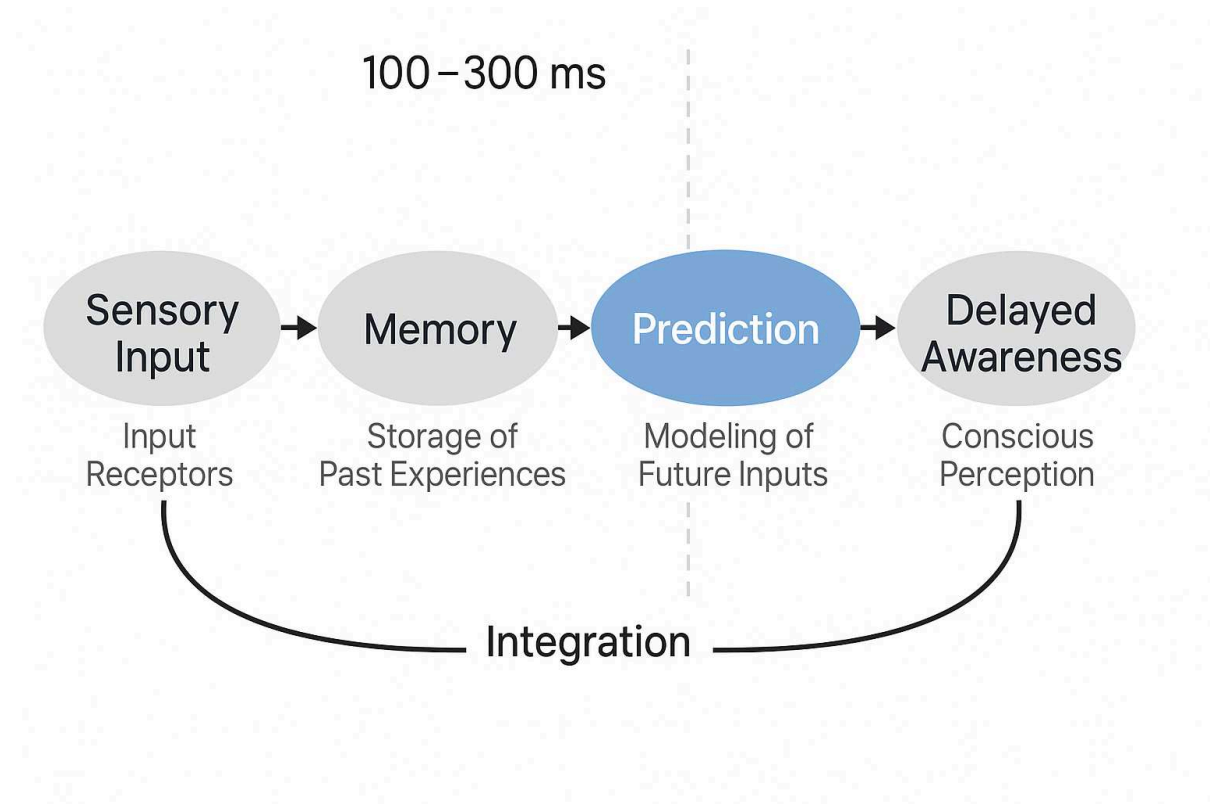 100–300 ms
Sensory
Input
Memory
Prediction
Delayed
Awareness
Input
Receptors
Storage of
Past Experiences
Modeling of
Future Inputs
Conscious
Perception
Integration